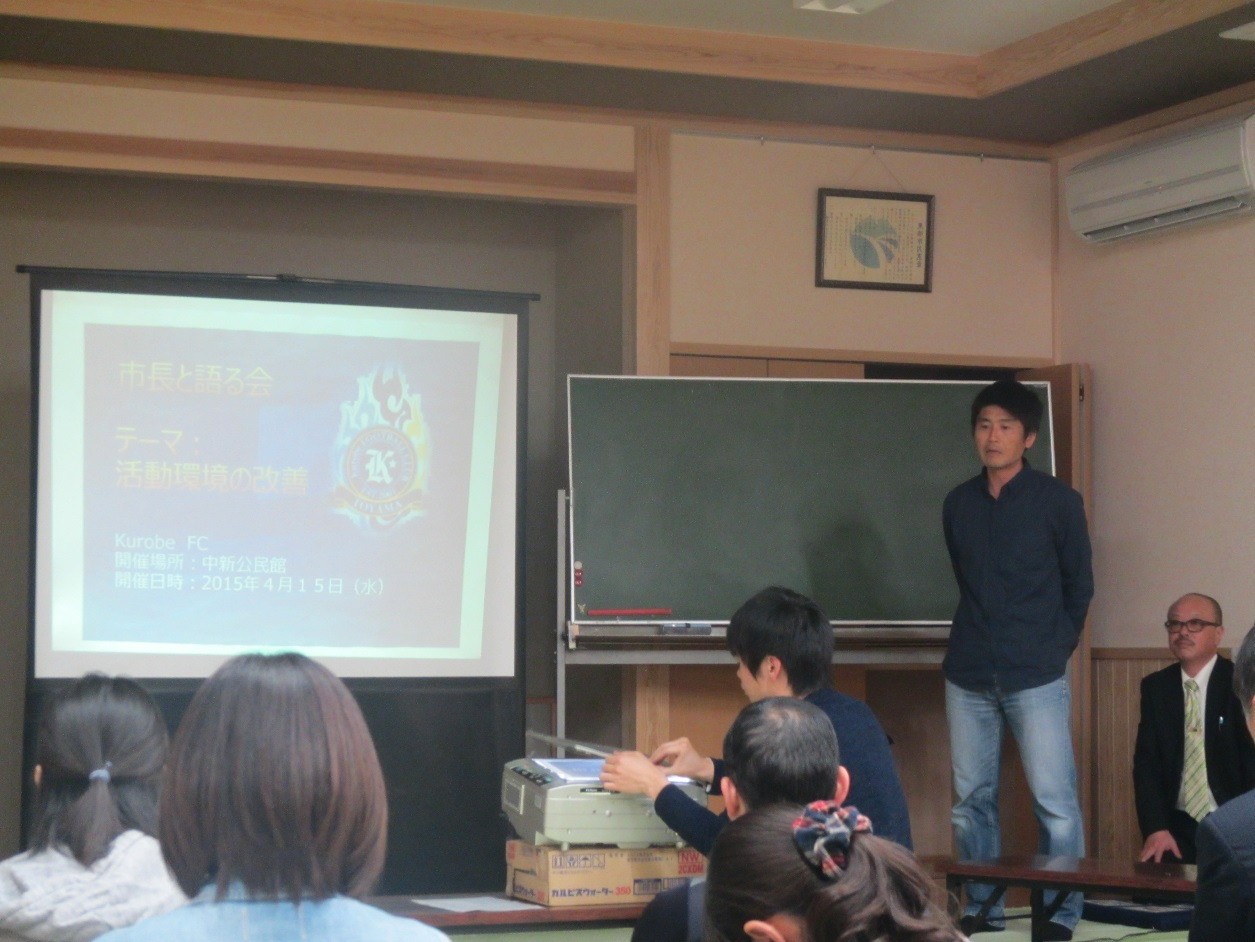 市長と語る会
テーマ：
活動環境の改善
K
TOYAMA
Kurobe FC
開催場所：中新公民館
開催日時：2015年４月１５日（水）
カルピスウォーター 350